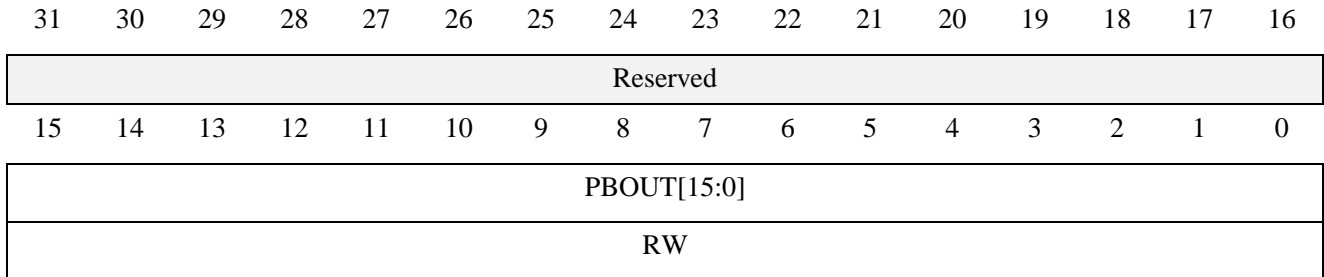 31 30 29 28 27 26 25 24 23 22 21 20 19 18 17 16
Reserved
15 14 13 12 11 10 9 8 7 6 5 4 3 2 1 0
PBOUT[15:0]
RW